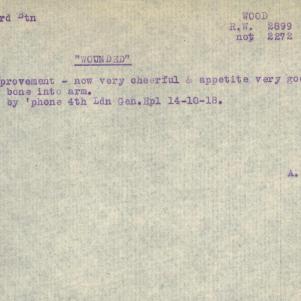 rd Btn
WOOD
R.W. 2899
not 2272
"WOUNDED"
provement - now very cheerful & appetite very goo
bone into arm.
by 'phone 4th Ldn Gen.Hpl 14-10-18.
A.